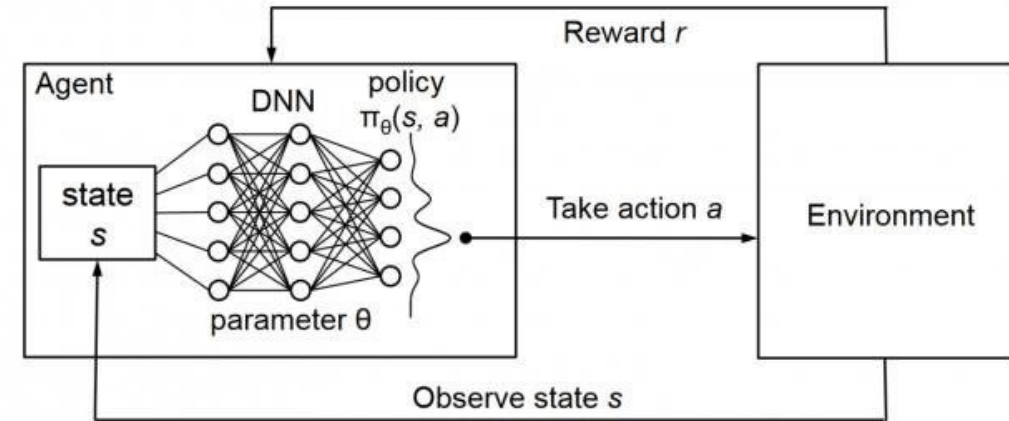 Reward r
Agent
policy
DNN
πθ(s, a)
state
s
Take action a
Environment
parameter θ
Observe state s